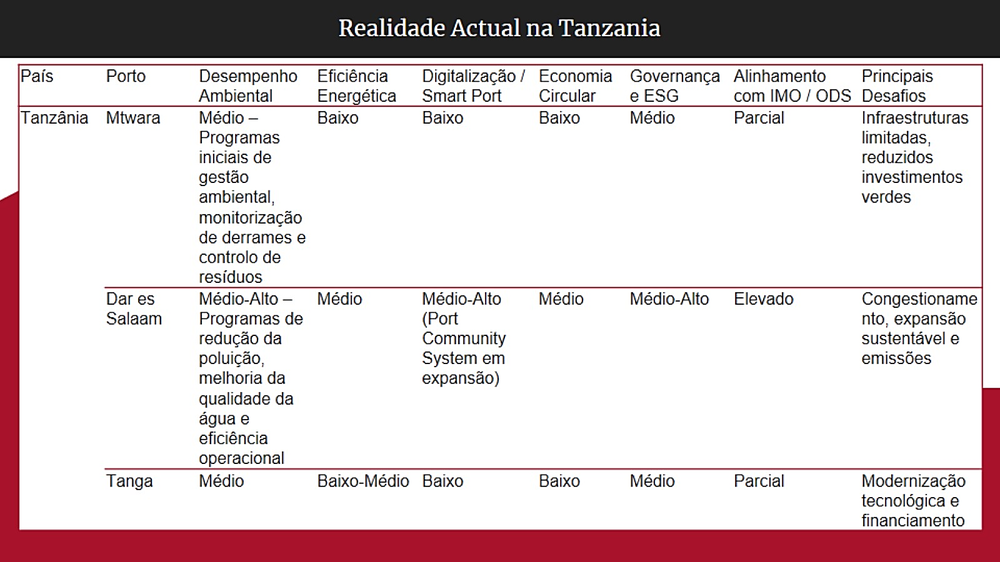 Realidade Actual na Tanzania
País
Porto
Desempenho
Ambiental
Eficiência
Energética
Digitalização /
Smart Port
Economia
Circular
Governança
e ESG
Alinhamento
com IMO / ODS
Principais
Desafios
Tanzânia
Mtwara
Médio –
Programas
iniciais de
gestão
ambiental,
monitorização
de derrames e
controlo de
resíduos
Baixo
Baixo
Baixo
Médio
Parcial
Infraestruturas
limitadas,
reduzidos
investimentos
verdes
Dar es
Salaam
Médio-Alto –
Programas de
redução da
poluição,
melhoria da
qualidade da
água e
eficiência
operacional
Médio
Médio-Alto
(Port
Community
System em
expansão)
Médio
Médio-Alto
Elevado
Congestioname
nto, expansão
sustentável e
emissões
Tanga
Médio
Baixo-Médio
Baixo
Baixo
Médio
Parcial
Modernização
tecnológica e
financiamento